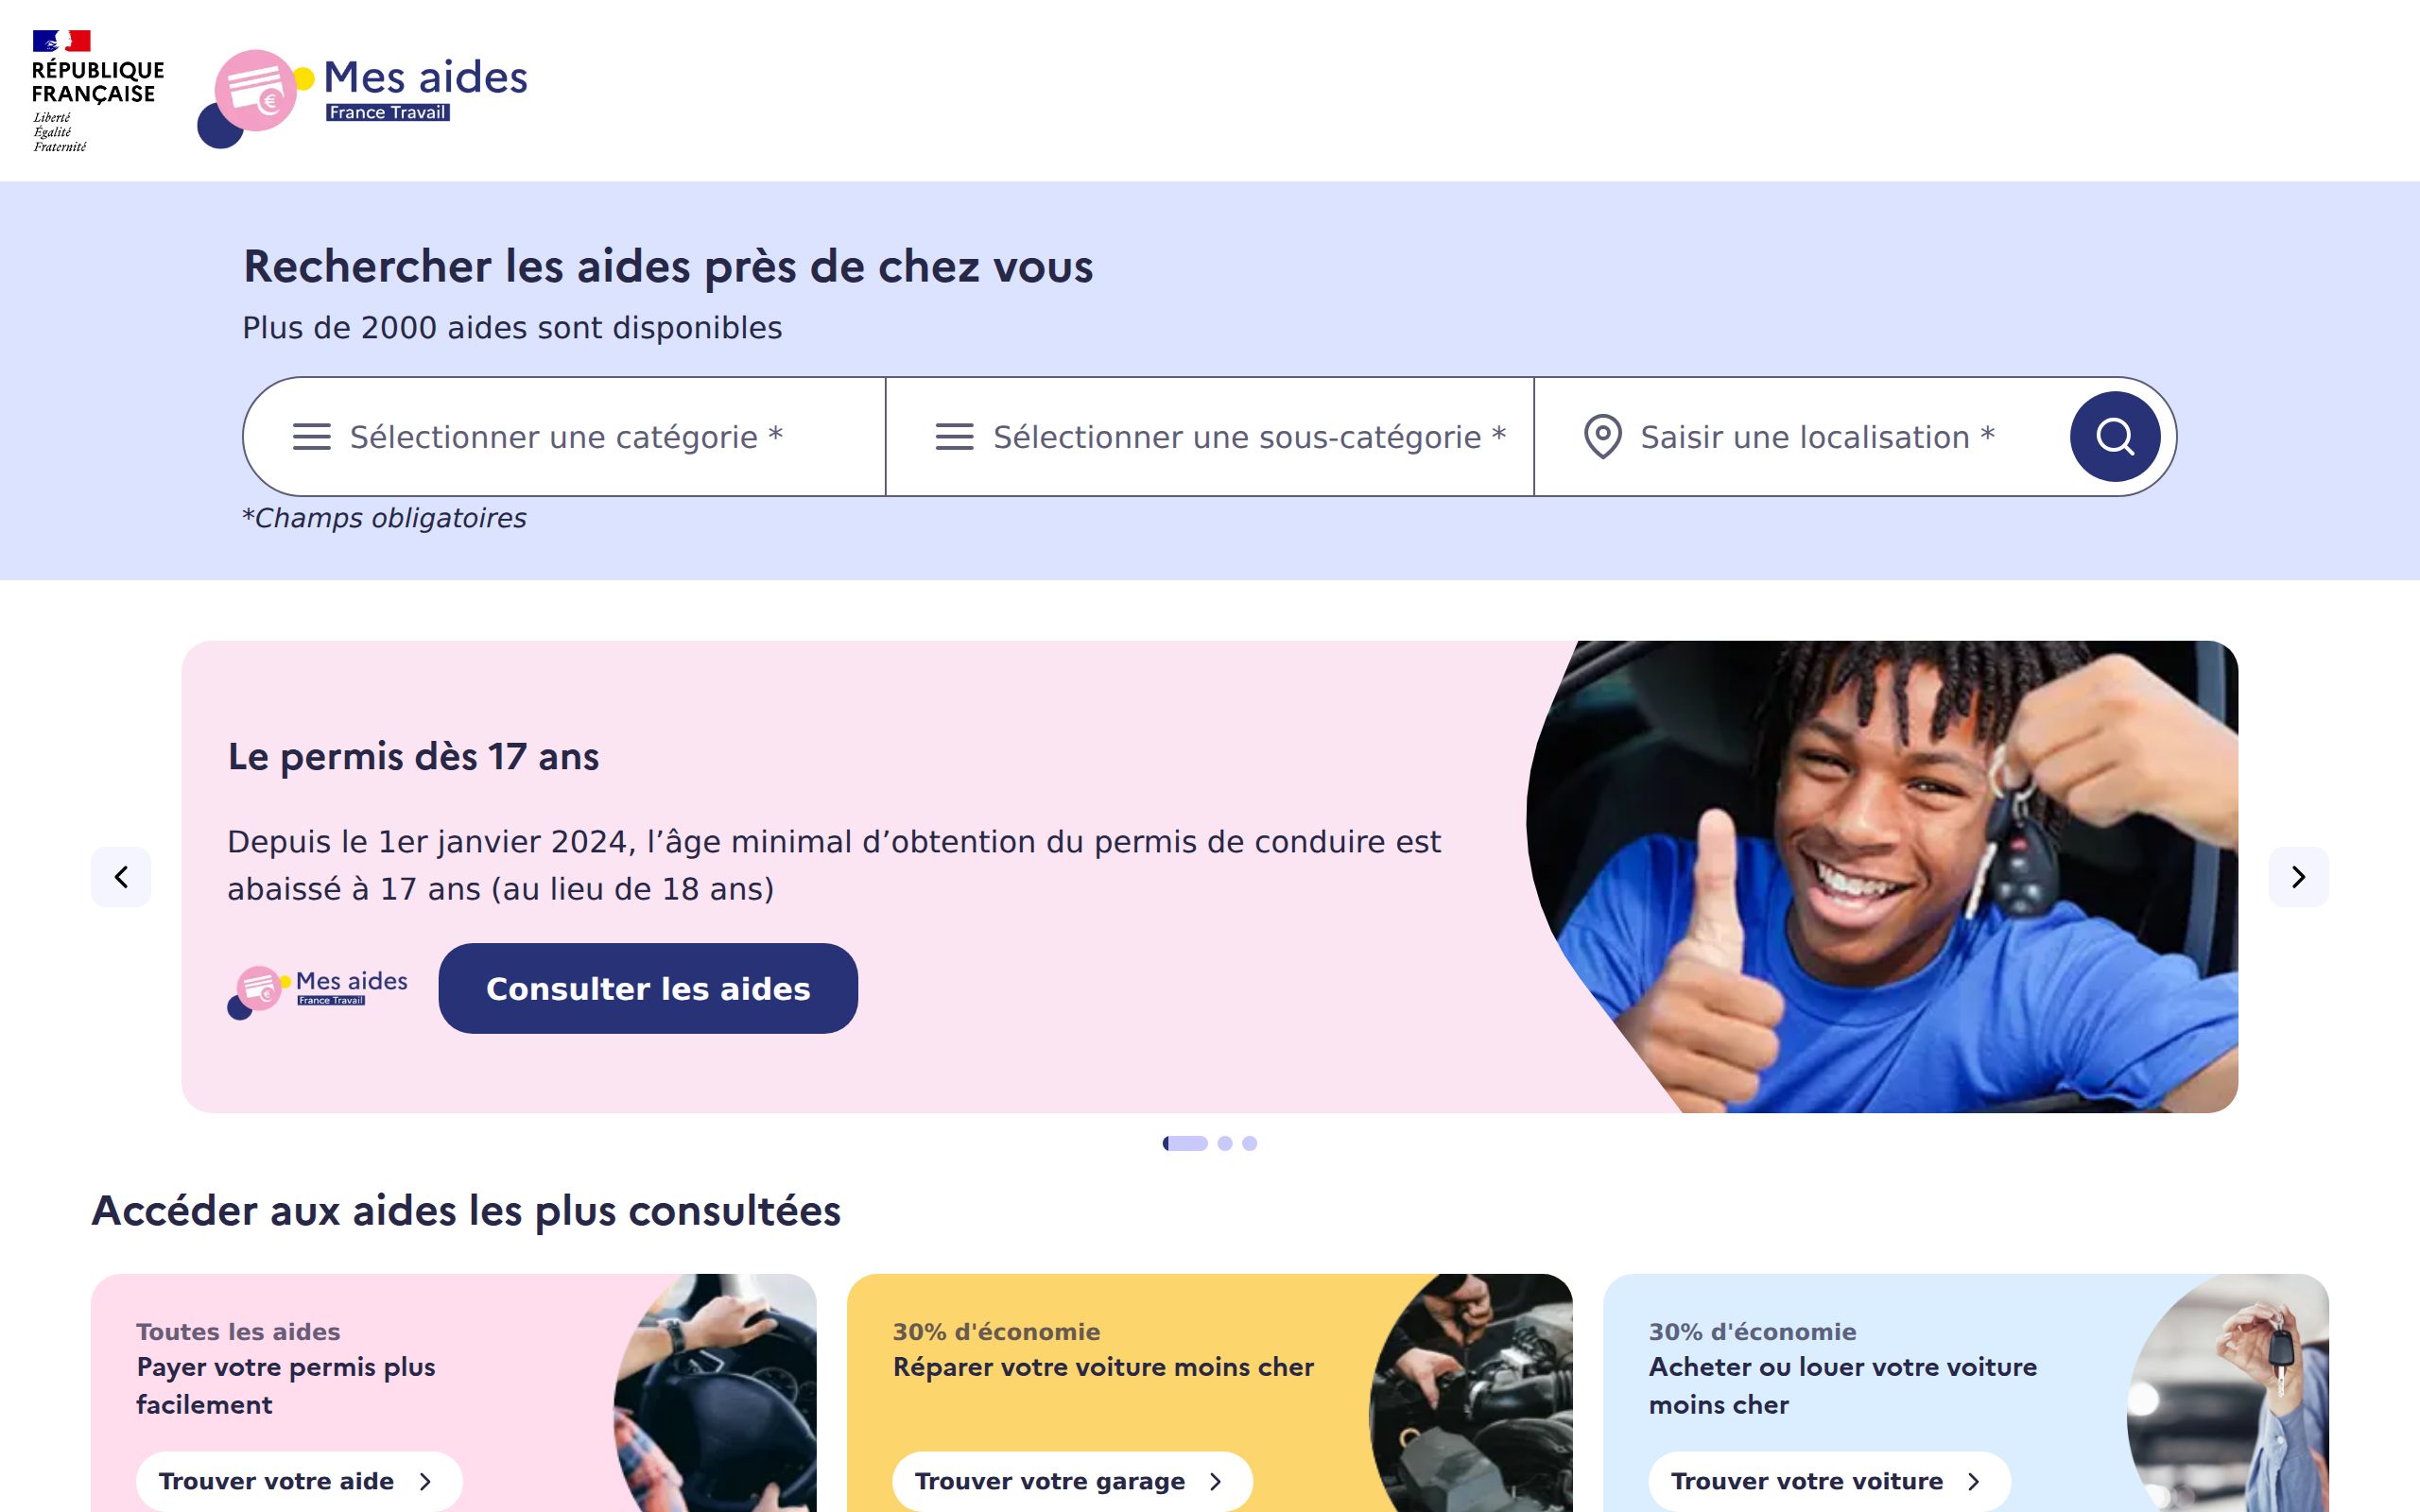 RÉPUBLIQUE
FRANÇAISE
Liberté
Égalité
Fraternité
Mes aides
France Travail
Rechercher les aides près de chez vous
Plus de 2000 aides sont disponibles
Sélectionner une catégorie *
Sélectionner une sous-catégorie *
Saisir une localisation *
*Champs obligatoires
Le permis dès 17 ans
Depuis le 1er janvier 2024, l’âge minimal d’obtention du permis de conduire est
abaissé à 17 ans (au lieu de 18 ans)
Mes aides
France Travail
Consulter les aides
Accéder aux aides les plus consultées
Toutes les aides
Payer votre permis plus
facilement
Trouver votre aide
30% d'économie
Réparer votre voiture moins cher
Trouver votre garage
30% d'économie
Acheter ou louer votre voiture
moins cher
Trouver votre voiture